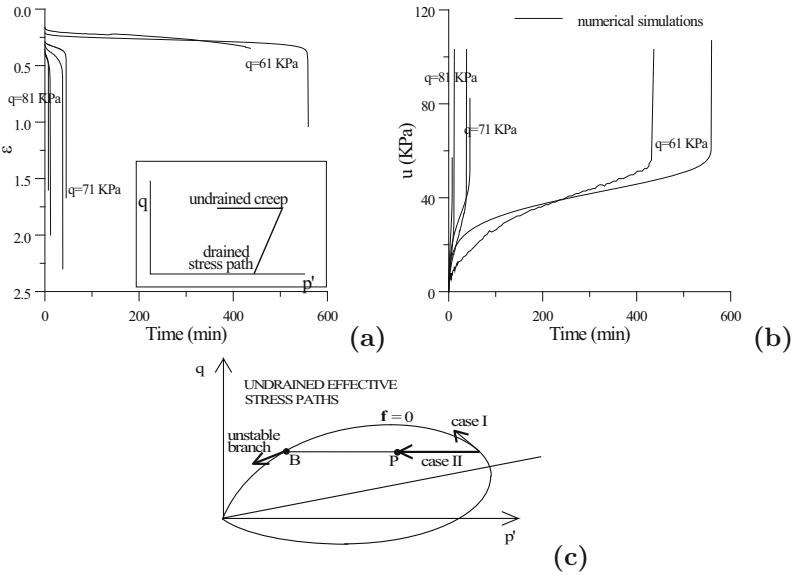 0.0
0.5
1.0
1.5
2.0
2.5
ε
q=81 KPa
q=61 KPa
q=71 KPa
q
undrained creep
drained
stress path
p'
0
200
400
600
Time (min)
(a)
numerical simulations
120
80
40
0
u (KPa)
q=81 KPa
q=71 KPa
q=61 KPa
0
200
400
600
Time (min)
(b)
q
UNDRAINED EFFECTIVE
STRESS PATHS
f = 0
case I
unstable
branch
B
P
case II
p'
(c)